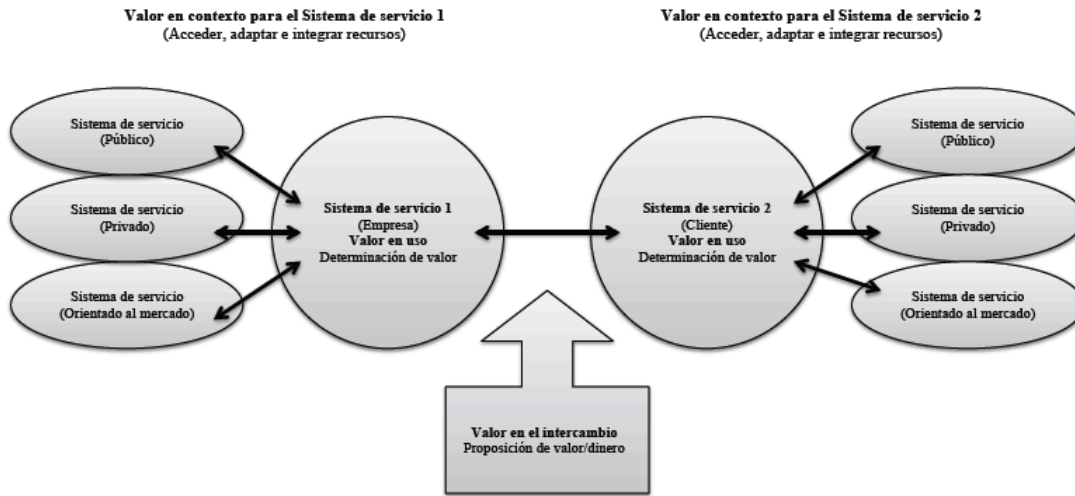 Valor en contexto para el Sistema de servicio 1
(Acceder, adaptar e integrar recursos)
Valor en contexto para el Sistema de servicio 2
(Acceder, adaptar e integrar recursos)
Sistema de servicio
(Público)
Sistema de servicio
(Privado)
Sistema de servicio
(Orientado al mercado)
Sistema de servicio 1
(Empresa)
Valor en uso
Determinación de valor
Sistema de servicio 2
(Cliente)
Valor en uso
Determinación de valor
Sistema de servicio
(Público)
Sistema de servicio
(Privado)
Sistema de servicio
(Orientado al mercado)
Valor en el intercambio
Proposición de valor/dinero